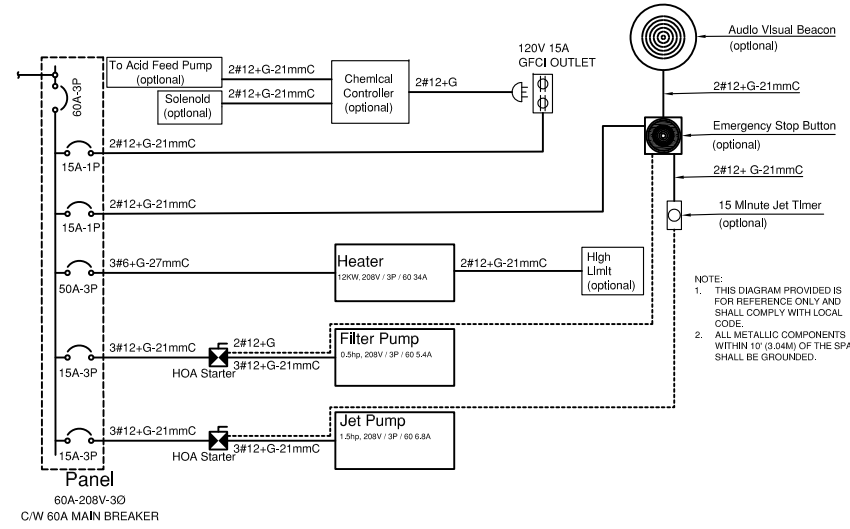 Audio Visual Beacon
(optional)
120V 15A
GFCI OUTLET
To Acid Feed Pump
(optional)
2#12+G-21mmC
Chemical
Controller
(optional)
2#12+G
Solenoid
(optional)
2#12+G-21mmC
2#12+G-21mmC
60A-3P
Emergency Stop Button
(optional)
2#12+G-21mmC
15A-1P
2#12+ G-21mmC
2#12+G-21mmC
15A-1P
15 Minute Jet Timer
(optional)
3#6+G-27mmC
50A-3P
Heater
12KW, 208V / 3P / 60 34A
2#12+G-21mmC
High
Limit
(optional)
NOTE:
1. THIS DIAGRAM PROVIDED IS
FOR REFERENCE ONLY AND
SHALL COMPLY WITH LOCAL
CODE.
2. ALL METALLIC COMPONENTS
WITHIN 10' (3.04M) OF THE SPA
SHALL BE GROUNDED.
3#12+G-21mmC
15A-3P
2#12+G
HOA Starter
3#12+G-21mmC
Filter Pump
0.5hp, 208V / 3P / 60 5.4A
3#12+G-21mmC
15A-3P
HOA Starter
3#12+G-21mmC
Jet Pump
1.5hp, 208V / 3P / 60 6.8A
Panel
60A-208V-3Ø
C/W 60A MAIN BREAKER